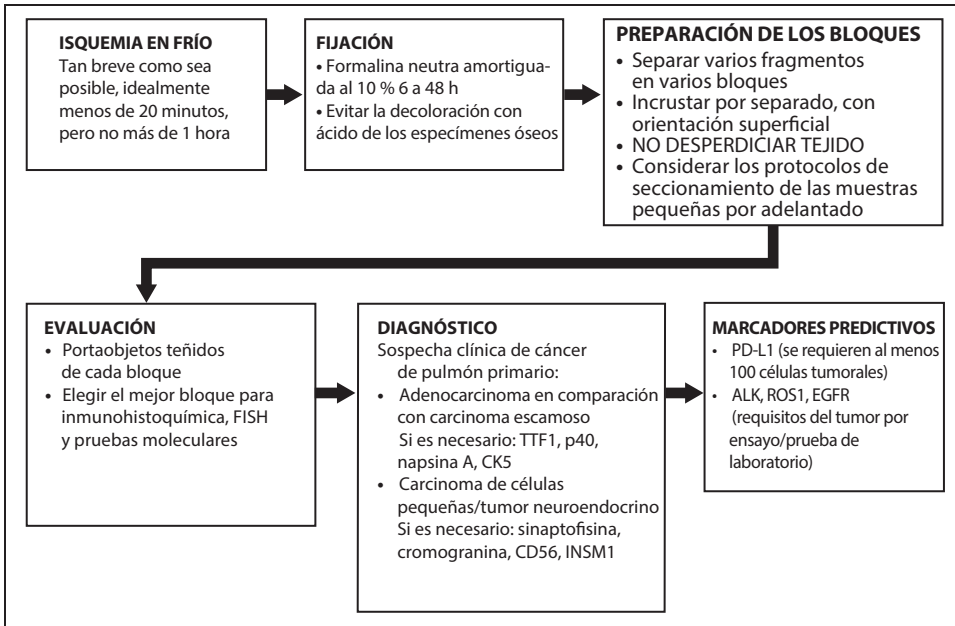 ISQUEMIA EN FRÍO
Tan breve como sea
posible, idealmente
menos de 20 minutos,
pero no más de 1 hora
FIJACIÓN
• Formalina neutra amortigua-
da al 10 % 6 a 48 h
• Evitar la decoloración con
ácido de los especímenes óseos
PREPARACIÓN DE LOS BLOQUES
• Separar varios fragmentos
en varios bloques
• Incrustar por separado, con
orientación superficial
• NO DESPERDICIAR TEJIDO
• Considerar los protocolos de
seccionamiento de las muestras
pequeñas por adelantado
EVALUACIÓN
• Portaobjetos teñidos
de cada bloque
• Elegir el mejor bloque para
inmunohistoquímica, FISH
y pruebas moleculares
DIAGNÓSTICO
Sospecha clínica de cáncer
de pulmón primario:
• Adenocarcinoma en comparación
con carcinoma escamoso
Si es necesario: TTF1, p40,
napsina A, CK5
• Carcinoma de células
pequeñas/tumor neuroendocrino
Si es necesario: sinaptofisina,
cromogranina, CD56, INSM1
MARCADORES PREDICTIVOS
• PD-L1 (se requieren al menos
100 células tumorales)
• ALK, ROS1, EGFR
(requisitos del tumor por
ensayo/prueba de
laboratorio)